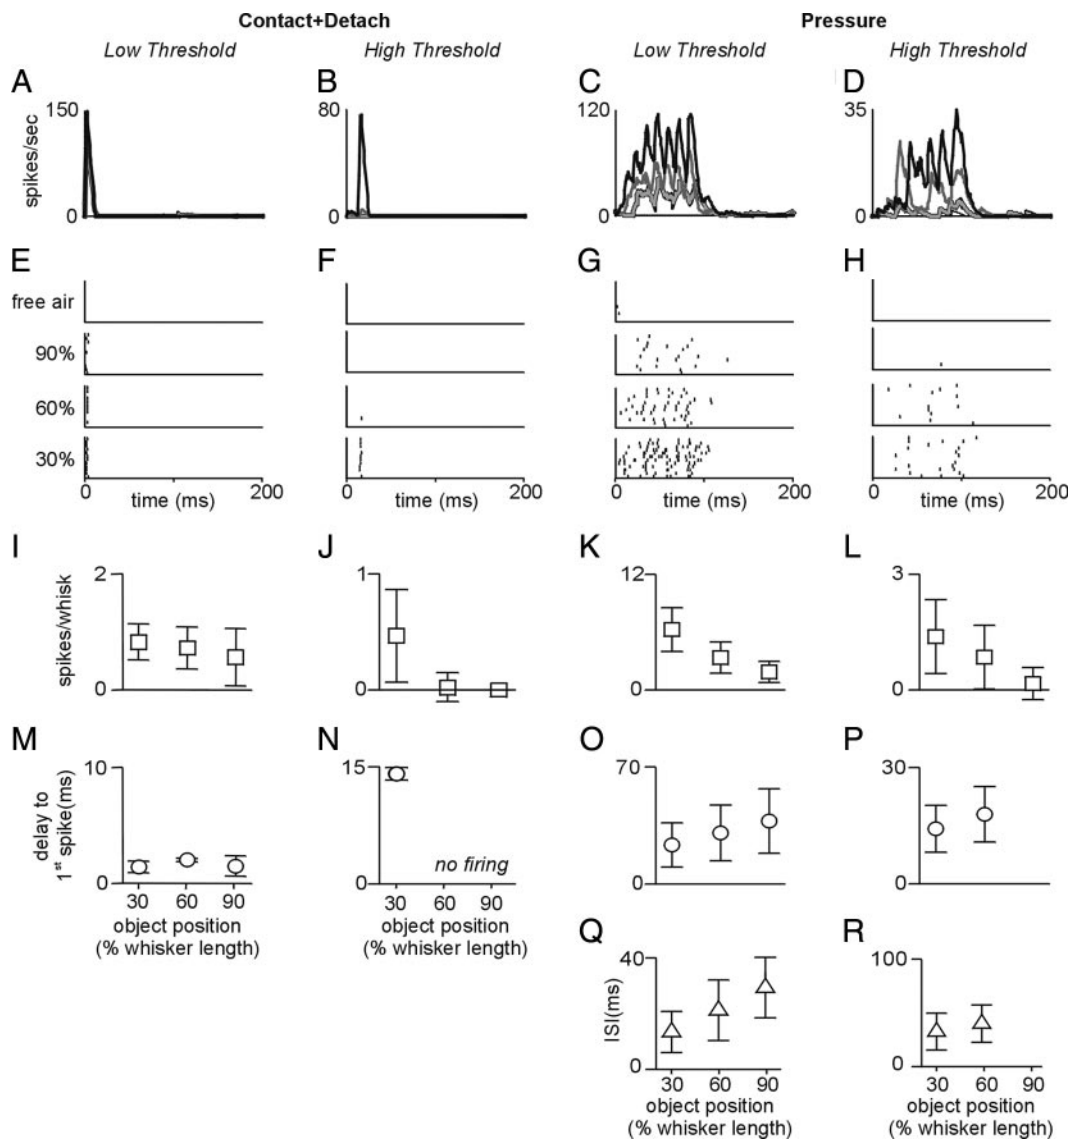 Contact+Detach Pressure
Low Threshold High Threshold Low Threshold High Threshold
A B C D
150 80 120 35
spikes/sec
0 0 0 0
E F G H
free air
90%
60%
30%
0 200 0 200 0 200 0 200
time (ms) time (ms) time (ms) time (ms)
I J K L
2 1 12 3
spikes/whisk
0 0 0 0
M N O P
10 15 70 30
delay to
1st spike(ms)
no firing
0 0 0 0
30 60 90 30 60 90
object position object position
(% whisker length) (% whisker length)
Q R
40 100
ISI(ms)
0 0
30 60 90 30 60 90
object position object position
(% whisker length) (% whisker length)